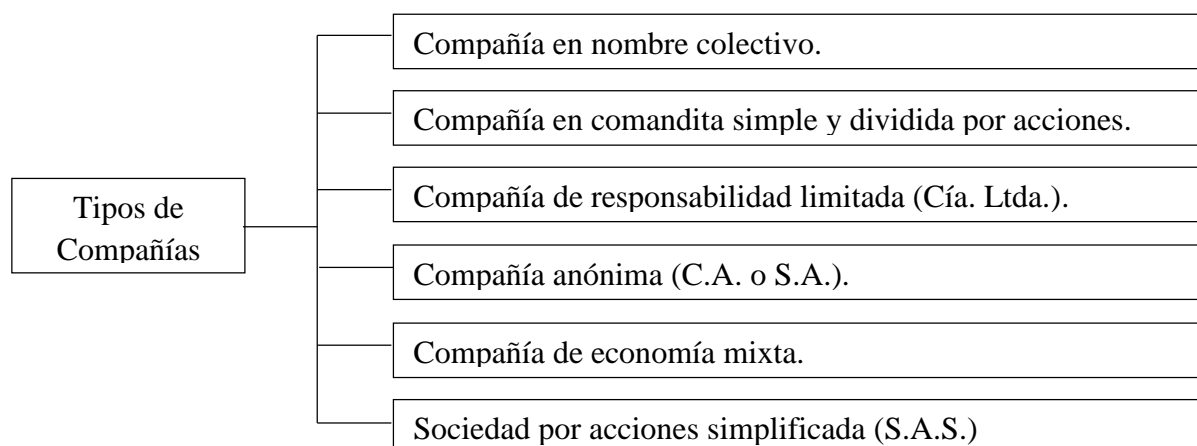 Compañía en nombre colectivo.
Compañía en comandita simple y dividida por acciones.
Compañía de responsabilidad limitada (Cía. Ltda.).
Tipos de
Compañías
Compañía anónima (C.A. o S.A.).
Compañía de economía mixta.
Sociedad por acciones simplificada (S.A.S.)